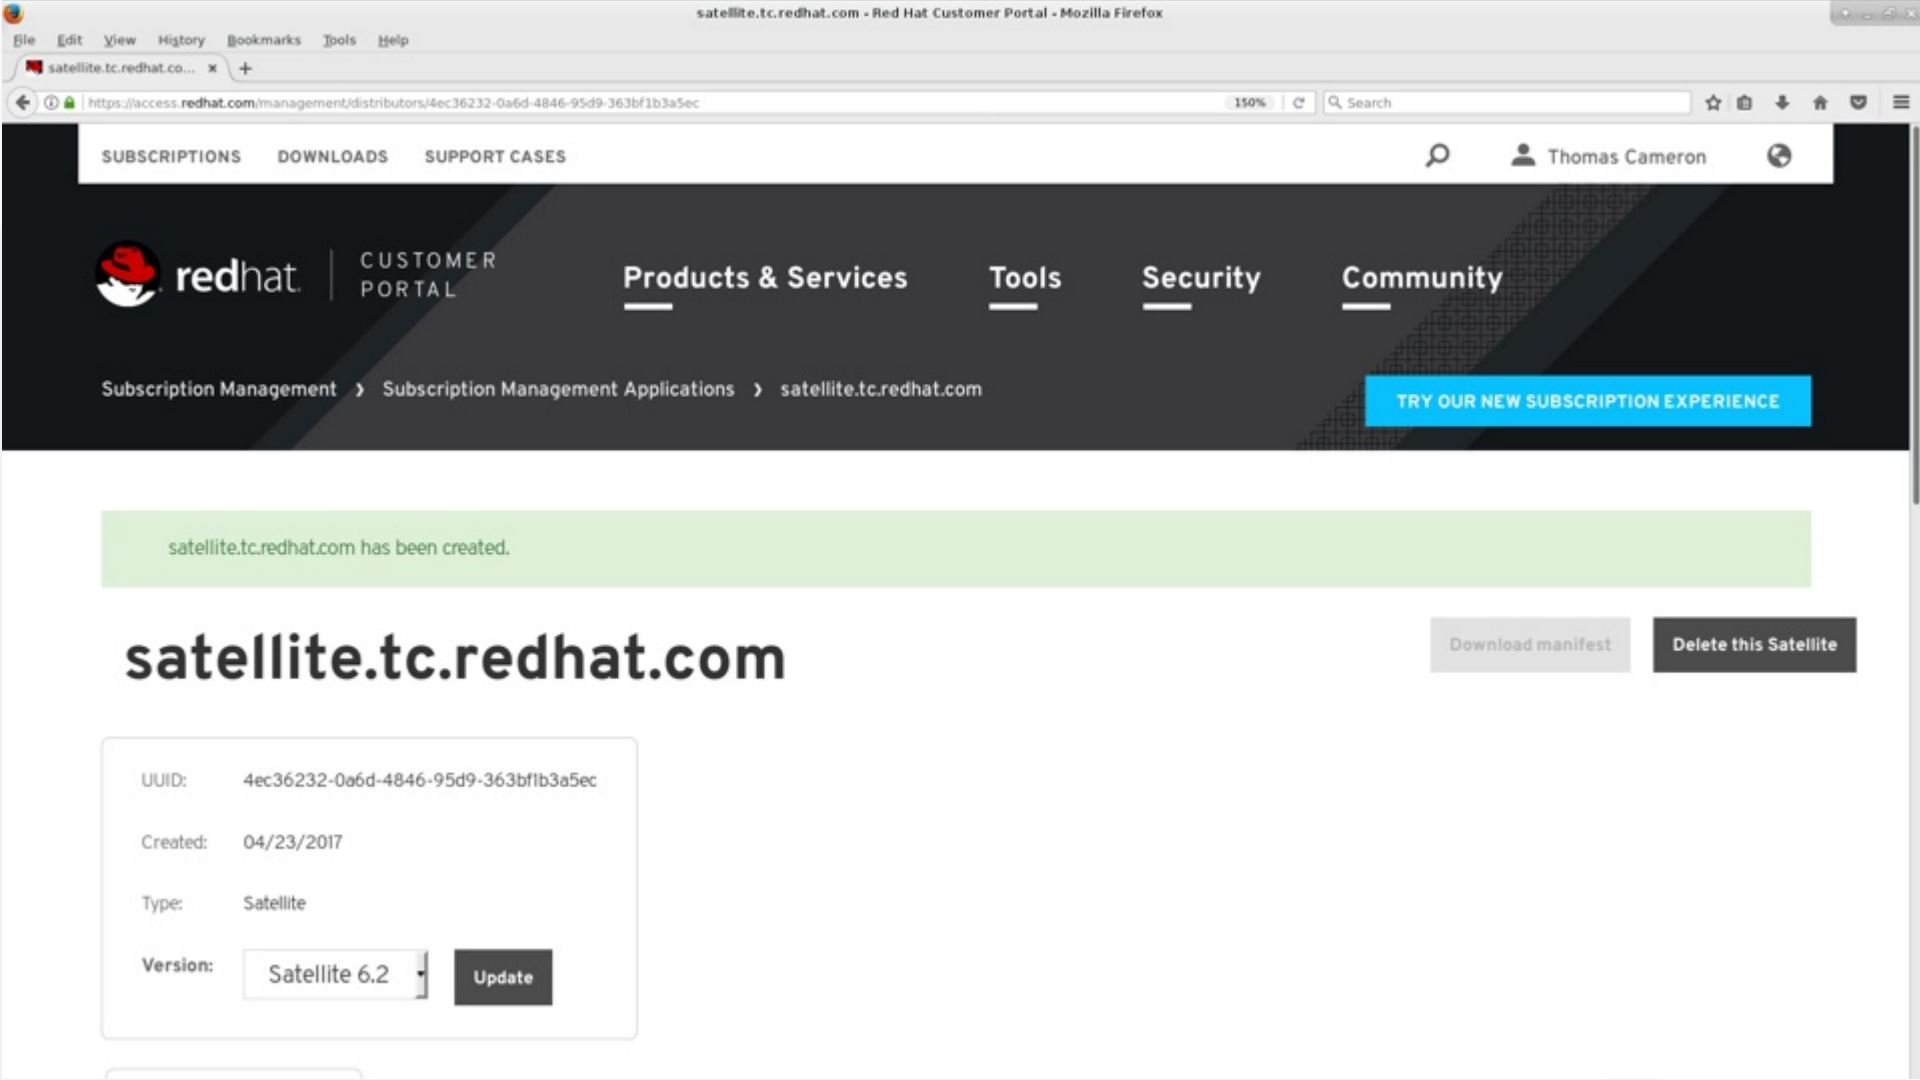 satellite.tc.redhat.com - Red Hat Customer Portal - Mozilla Firefox
File Edit View History Bookmarks Tools Help
satellite.tc.redhat.co... × +
https://access.redhat.com/management/distributors/4ec36232-0a6d-4846-95d9-363bf1b3a5ec 150% Search
SUBSCRIPTIONS DOWNLOADS SUPPORT CASES Thomas Cameron
redhat. CUSTOMER
PORTAL
Products & Services Tools Security Community
Subscription Management ❯ Subscription Management Applications ❯ satellite.tc.redhat.com
TRY OUR NEW SUBSCRIPTION EXPERIENCE
satellite.tc.redhat.com has been created.
satellite.tc.redhat.com
Download manifest Delete this Satellite
UUID: 4ec36232-0a6d-4846-95d9-363bf1b3a5ec
Created: 04/23/2017
Type: Satellite
Version: Satellite 6.2 Update